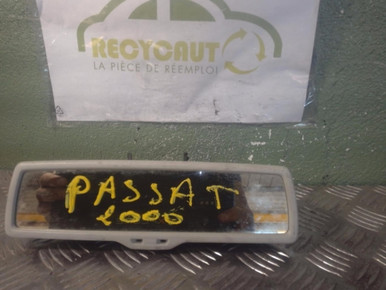 RECYCAUTO
LA PIÈCE DE RÉEMPLOI
PASSAT
2000